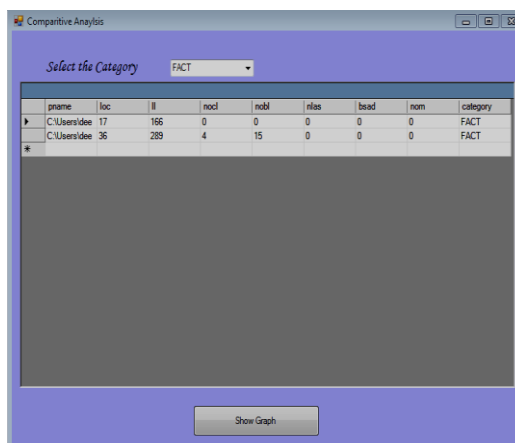 Comparitive Anaylsis
Select the Category FACT
pname loc ll nocl nobl nlas bsad nom category
C:\Users\dee 17 166 0 0 0 0 0 FACT
C:\Users\dee 36 289 4 15 0 0 0 FACT
Show Graph